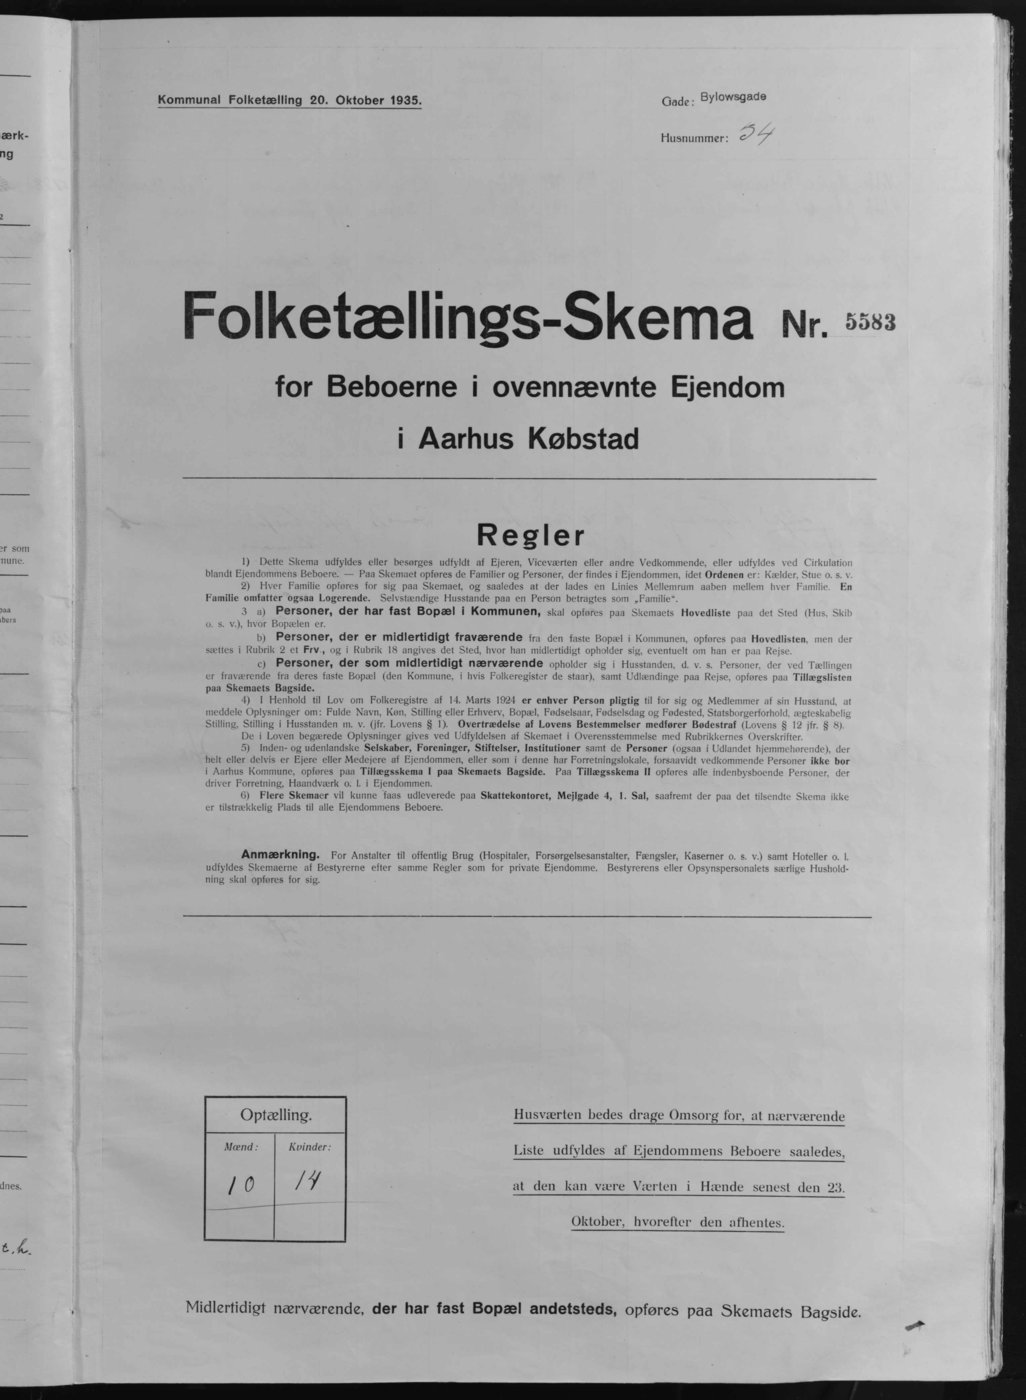 ærk-
ng
2
er som
mune.
paa
bers
dnes.
t.h.
Kommunal Folketælling 20. Oktober 1935.
Gade: Bylowsgade
Husnummer: 34
Folketællings-Skema Nr. 5583
for Beboerne i ovennævnte Ejendom
i Aarhus Købstad
Regler
1) Dette Skema udfyldes eller besørges udfyldt af Ejeren, Viceværten eller andre Vedkommende, eller udfyldes ved Cirkulation
blandt Ejendommens Beboere. — Paa Skemaet opføres de Familier og Personer, der findes i Ejendommen, idet Ordenen er: Kælder, Stue o. s. v.
2) Hver Familie opføres for sig paa Skemaet, og saaledes at der lades en Linies Mellemrum aaben mellem hver Familie. En
Familie omfatter ogsaa Logerende. Selvstændige Husstande paa en Person betragtes som „Familie“.
3 a) Personer, der har fast Bopæl i Kommunen, skal opføres paa Skemaets Hovedliste paa det Sted (Hus, Skib
o. s. v.), hvor Bopælen er.
b) Personer, der er midlertidigt fraværende fra den faste Bopæl i Kommunen, opføres paa Hovedlisten, men der
sættes i Rubrik 2 et Frv., og i Rubrik 18 angives det Sted, hvor han midlertidigt opholder sig, eventuelt om han er paa Rejse.
c) Personer, der som midlertidigt nærværende opholder sig i Husstanden, d. v. s. Personer, der ved Tællingen
er fraværende fra deres faste Bopæl (den Kommune, i hvis Folkeregister de staar), samt Udlændinge paa Rejse, opføres paa Tillægslisten
paa Skemaets Bagside.
4) I Henhold til Lov om Folkeregistre af 14. Marts 1924 er enhver Person pligtig til for sig og Medlemmer af sin Husstand, at
meddele Oplysninger om: Fulde Navn, Køn, Stilling eller Erhverv, Bopæl, Fødselsaar, Fødselsdag og Fødested, Statsborgerforhold, ægteskabelig
Stilling, Stilling i Husstanden m. v. (jfr. Lovens § 1). Overtrædelse af Lovens Bestemmelser medfører Bødestraf (Lovens § 12 jfr. § 8).
De i Loven begærede Oplysninger gives ved Udfyldelsen af Skemaet i Overensstemmelse med Rubrikkernes Overskrifter.
5) Inden- og udenlandske Selskaber, Foreninger, Stiftelser, Institutioner samt de Personer (ogsaa i Udlandet hjemmehørende), der
helt eller delvis er Ejere eller Medejere af Ejendommen, eller som i denne har Forretningslokale, forsaavidt vedkommende Personer ikke bor
i Aarhus Kommune, opføres paa Tillægsskema I paa Skemaets Bagside. Paa Tillægsskema II opføres alle indenbysboende Personer, der
driver Forretning, Haandværk o. l. i Ejendommen.
6) Flere Skemaer vil kunne faas udleverede paa Skattekontoret, Mejlgade 4, 1. Sal, saafremt der paa det tilsendte Skema ikke
er tilstrækkelig Plads til alle Ejendommens Beboere.
Anmærkning. For Anstalter til offentlig Brug (Hospitaler, Forsørgelsesanstalter, Fængsler, Kaserner o. s. v.) samt Hoteller o. l.
udfyldes Skemaerne af Bestyrerne efter samme Regler som for private Ejendomme. Bestyrerens eller Opsynspersonalets særlige Hushold-
ning skal opføres for sig.
Optælling.
Mænd: Kvinder:
10 14
Husværten bedes drage Omsorg for, at nærværende
Liste udfyldes af Ejendommens Beboere saaledes,
at den kan være Værten i Hænde senest den 23.
Oktober, hvorefter den afhentes.
Midlertidigt nærværende, der har fast Bopæl andetsteds, opføres paa Skemaets Bagside.